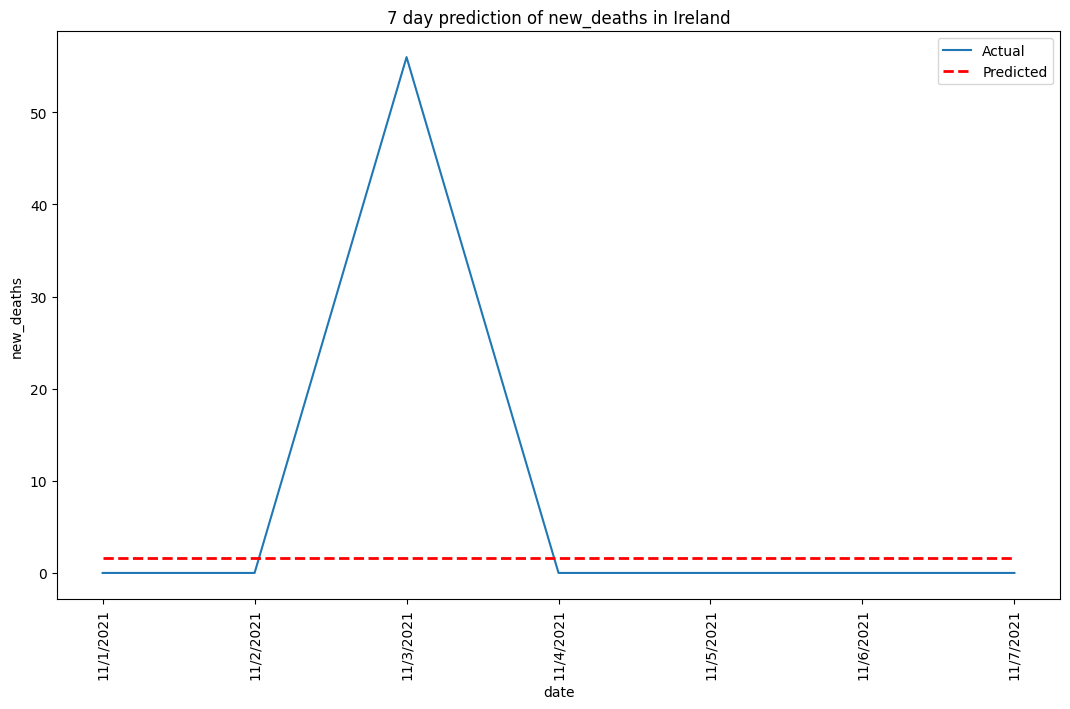 7 day prediction of new_deaths in Ireland
Actual
Predicted
new_deaths
50
40
30
20
10
0
11/1/2021
11/2/2021
11/3/2021
11/4/2021
11/5/2021
11/6/2021
11/7/2021
date